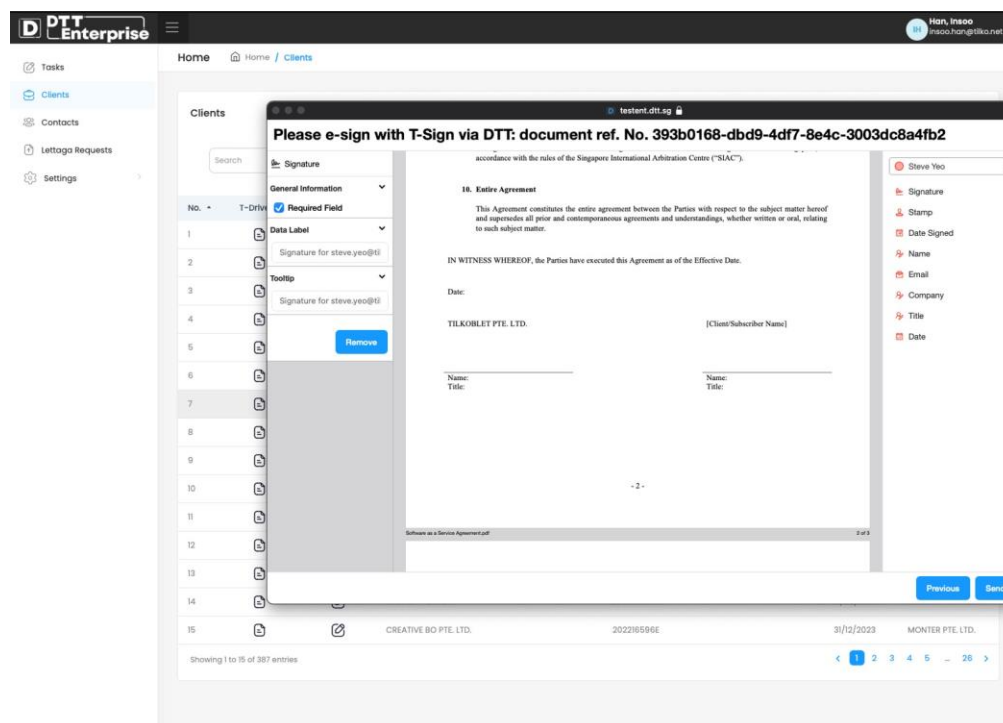 DTT Enterprise
Han, Insoo
insoo.han@tilko.net
IH
Tasks
Clients
Contacts
Lettaga Requests
Settings
Home
Home / Clients
Clients
Search
No.
T-Driv
1
2
3
4
5
6
7
8
9
10
11
12
13
14
15
CREATIVE BO PTE. LTD.
202216596E
31/12/2023
MONTER PTE. LTD.
Showing 1 to 15 of 387 entries
1 2 3 4 5 ... 26
testent.dtt.sg
Please e-sign with T-Sign via DTT: document ref. No. 393b0168-dbd9-4df7-8e4c-3003dc8a4fb2
Signature
General Information
Required Field
Data Label
Signature for steve.yeo@til
Tooltip
Signature for steve.yeo@til
Remove
accordance with the rules of the Singapore International Arbitration Centre ("SIAC").
10. Entire Agreement
This Agreement constitutes the entire agreement between the Parties with respect to the subject matter hereof
and supersedes all prior and contemporaneous agreements and understandings, whether written or oral, relating
to such subject matter.
IN WITNESS WHEREOF, the Parties have executed this Agreement as of the Effective Date.
Date:
TILKOBLET PTE. LTD.
[Client/Subscriber Name]
Name:
Title:
Name:
Title:
- 2 -
Software as a Service Agreement.pdf
2 of 3
Steve Yeo
Signature
Stamp
Date Signed
Name
Email
Company
Title
Date
Previous
Send